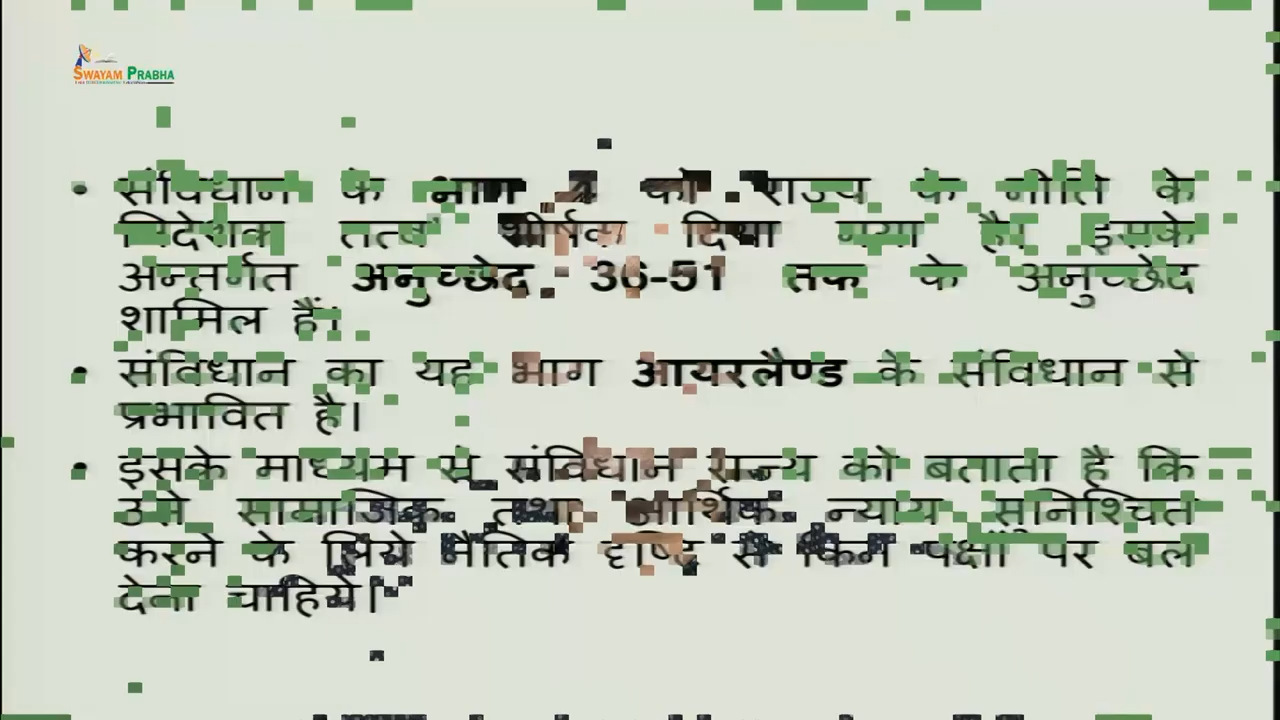 SWAYAM PRABHA
• संविधान के भाग 4 को राज्य के नीति के
निदेशक तत्व' शीर्षक दिया गया है। इसके
अन्तर्गत अनुच्छेद 36-51 तक के अनुच्छेद
शामिल हैं।
• संविधान का यह भाग आयरलैण्ड के संविधान से
प्रभावित है।
• इसके माध्यम से संविधान राज्य को बताता है कि
उसे सामाजिक तथा आर्थिक न्याय सुनिश्चित
करने के लिये नैतिक दृष्टि से किन पक्षों पर बल
देना चाहिये।